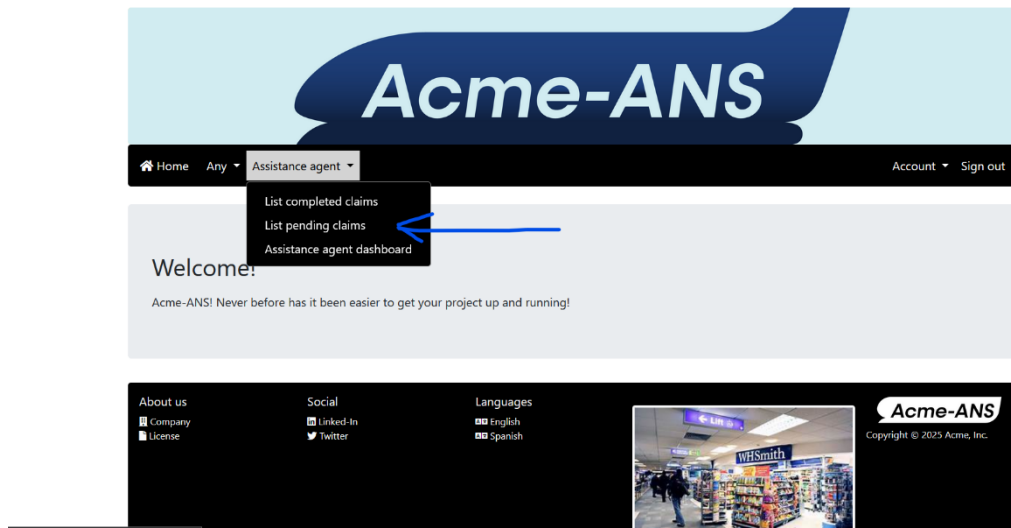 Acme-ANS
Home Any Assistance agent Account Sign out
List completed claims
List pending claims
Assistance agent dashboard
Welcome!
Acme-ANS! Never before has it been easier to get your project up and running!
About us
Company
License
Social
Linked-In
Twitter
Languages
English
Spanish
Lift
WHSmith
Acme-ANS
Copyright © 2025 Acme, Inc.